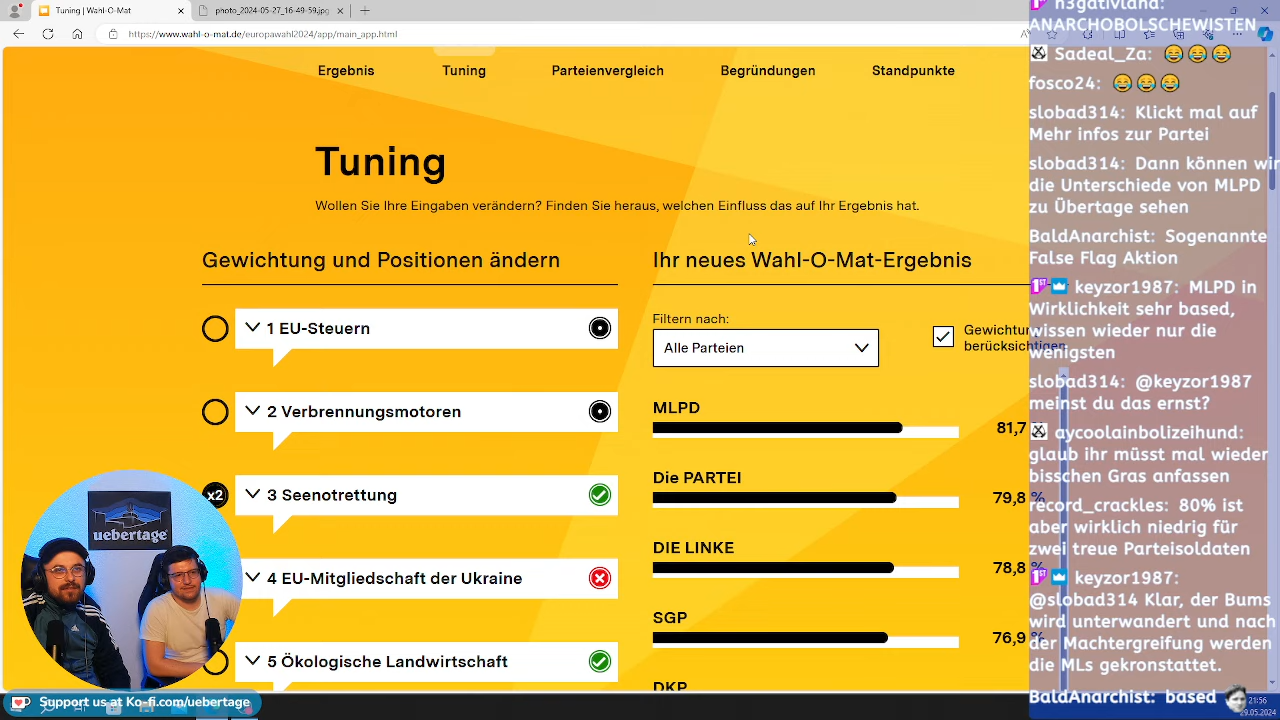 Tuning | Wahl-O-Mat
photo_2024-05-27_16-49-59.jpg
https://www.wahl-o-mat.de/europawahl2024/app/main_app.html
Ergebnis
Tuning
Parteienvergleich
Begründungen
Standpunkte
Tuning
Wollen Sie Ihre Eingaben verändern? Finden Sie heraus, welchen Einfluss das auf Ihr Ergebnis hat.
Gewichtung und Positionen ändern
1 EU-Steuern
2 Verbrennungsmotoren
x2
3 Seenotrettung
4 EU-Mitgliedschaft der Ukraine
5 Ökologische Landwirtschaft
Ihr neues Wahl-O-Mat-Ergebnis
Filtern nach:
Alle Parteien
Gewichtun
berücksichtigen
MLPD
81,7
Die PARTEI
79,8 %
DIE LINKE
78,8 %
SGP
76,9 %
DKP
uebertage
Support us at Ko-fi.com/uebertage
n3gativland:
ANARCHOBOLSCHEWISTEN
Sadeal_Za: 😂😂😂
fosco24: 😂😂😂
slobad314: Klickt mal auf
Mehr infos zur Partei
slobad314: Dann können wir
die Unterschiede von MLPD
zu Übertage sehen
BaldAnarchist: Sogenannte
False Flag Aktion
1ST keyzor1987: MLPD in
Wirklichkeit sehr based,
wissen wieder nur die
wenigsten
slobad314: @keyzor1987
meinst du das ernst?
aycoolainbolizeihund:
glaub ihr müsst mal wieder
bisschen Gras anfassen
record_crackles: 80% ist
aber wirklich niedrig für
zwei treue Parteisoldaten
1ST keyzor1987:
@slobad314 Klar, der Bums
wird unterwandert und nach
der Machtergreifung werden
die MLs gekronstattet.
BaldAnarchist: based
21:56
29.05.2024